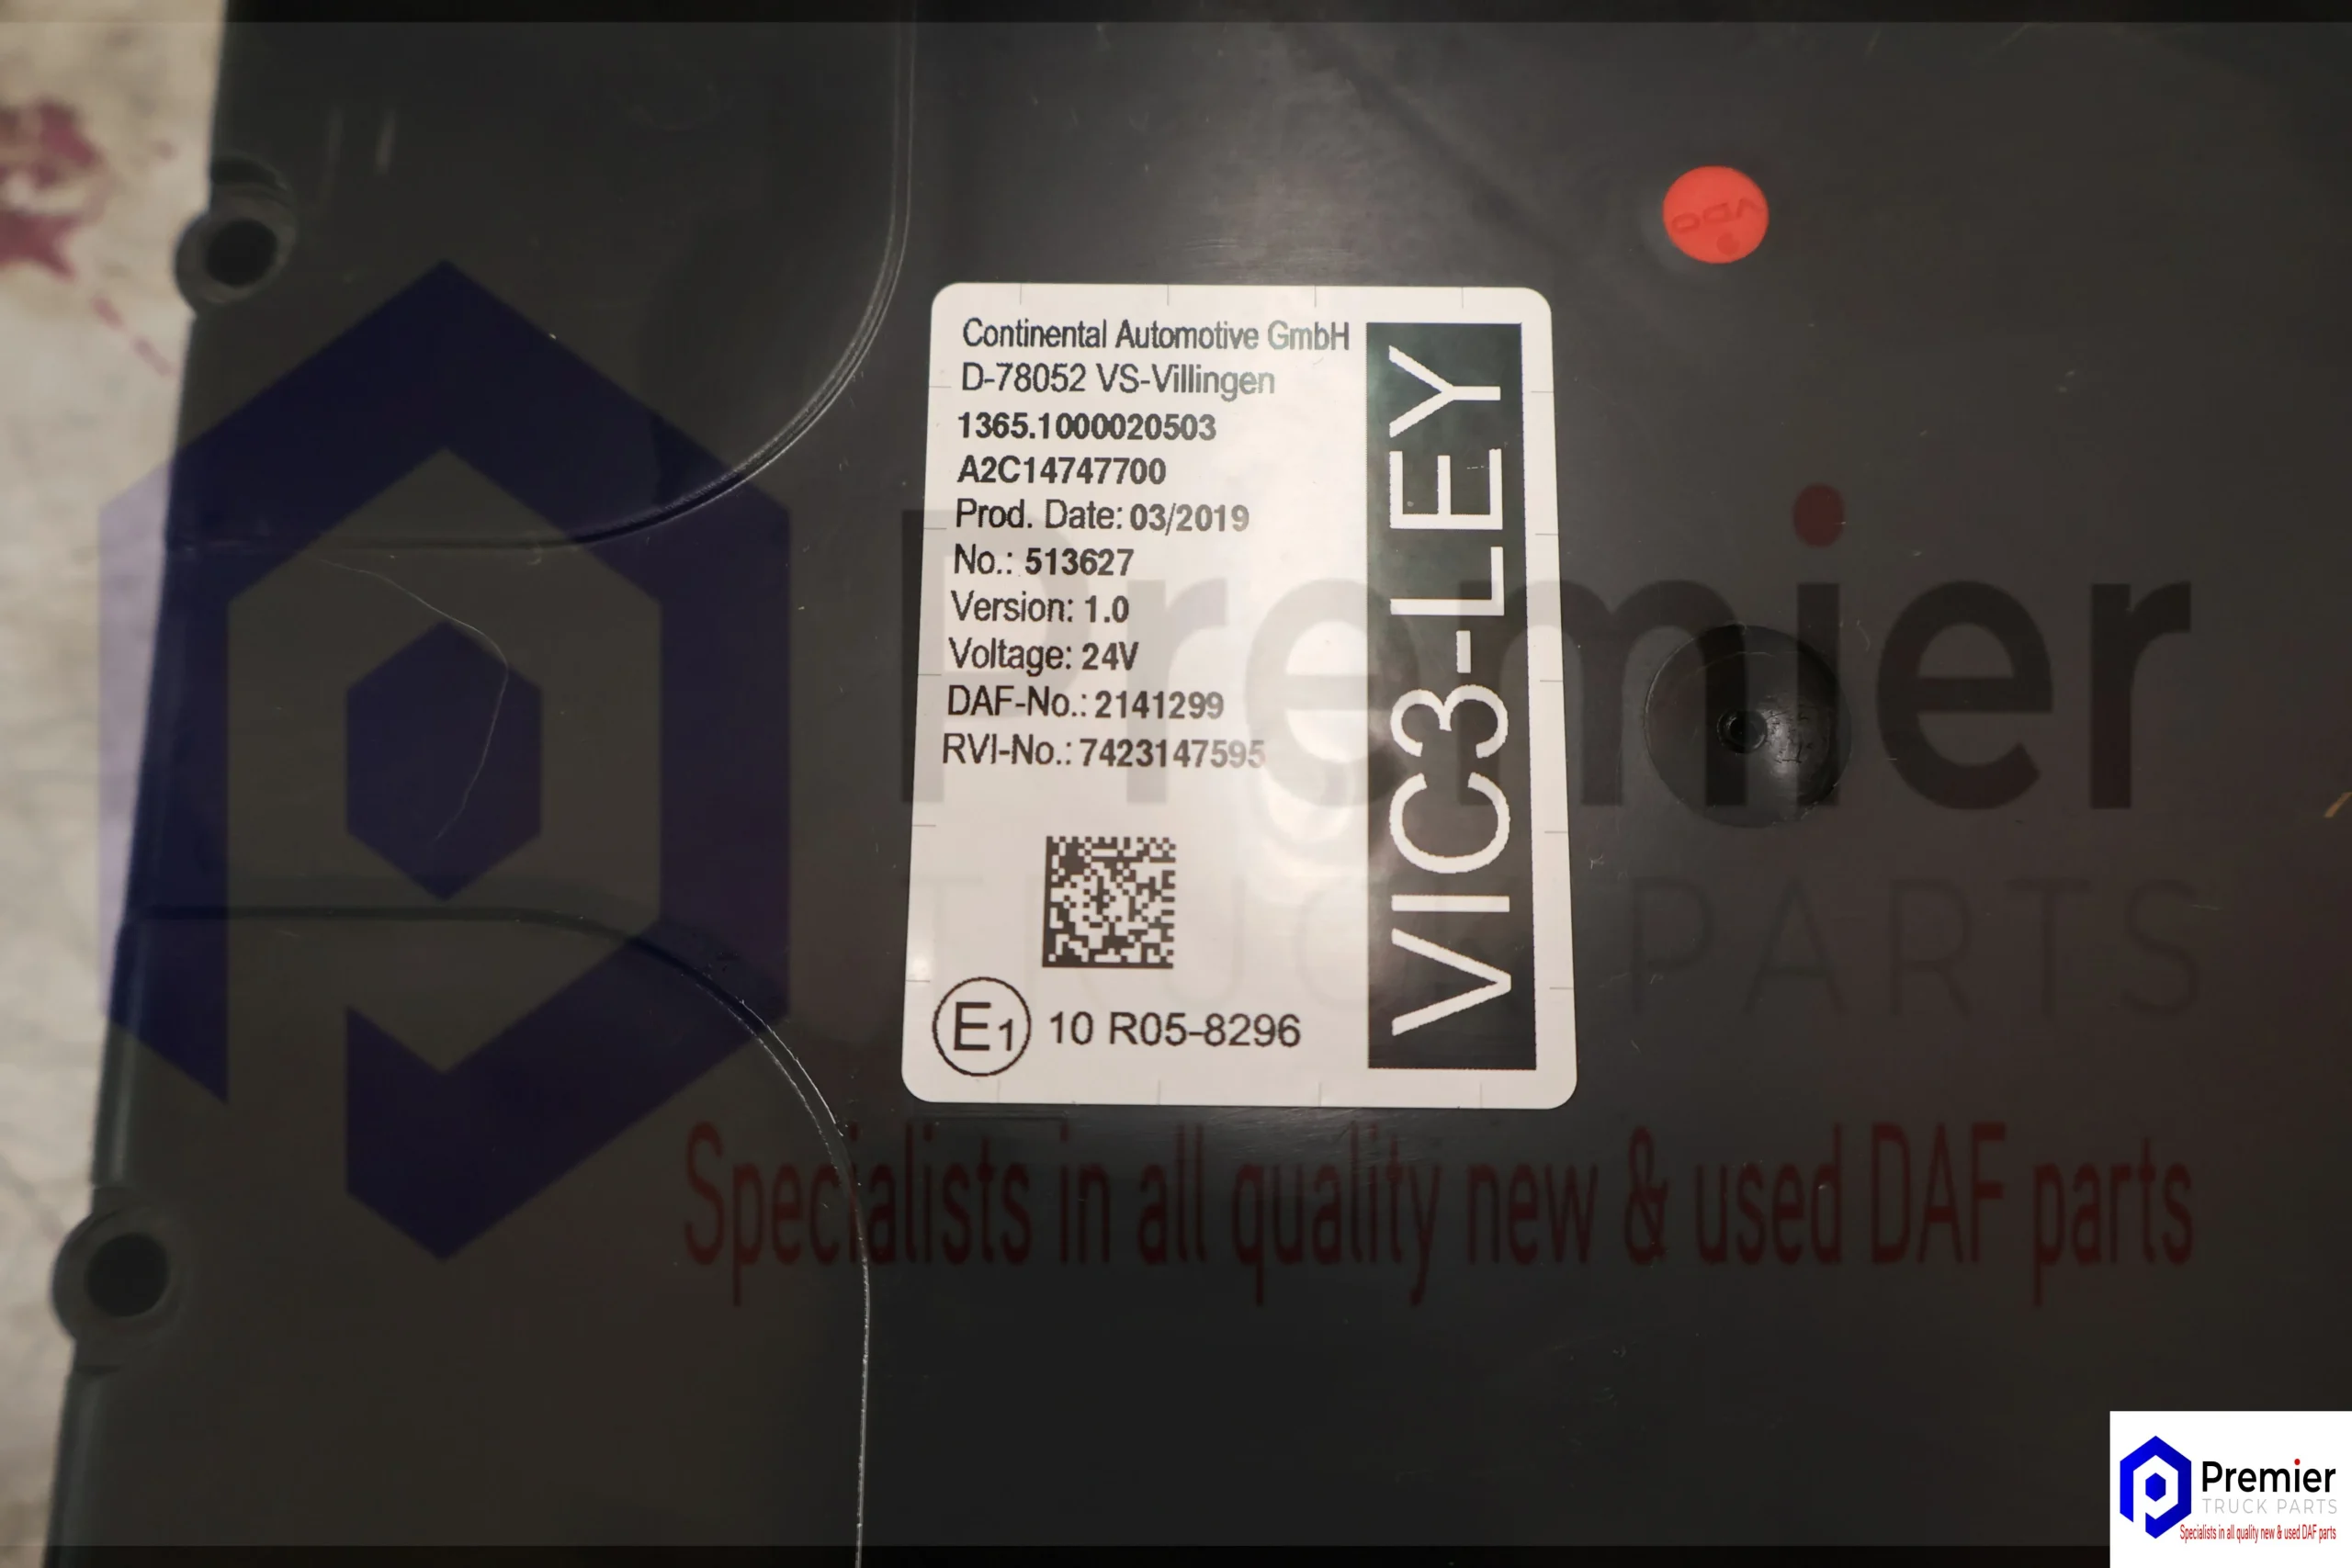 VDO
Continental Automotive GmbH
D-78052 VS-Villingen
1365.1000020503
A2C14747700
Prod. Date: 03/2019
No.: 513627
Version: 1.0
Voltage: 24V
DAF-No.: 2141299
RVI-No.: 7423147595
E1 10 R05-8296
VIC3-LEY
Premier
TRUCK PARTS
Specialists in all quality new & used DAF parts
Premier
TRUCK PARTS
Specialists in all quality new & used DAF parts